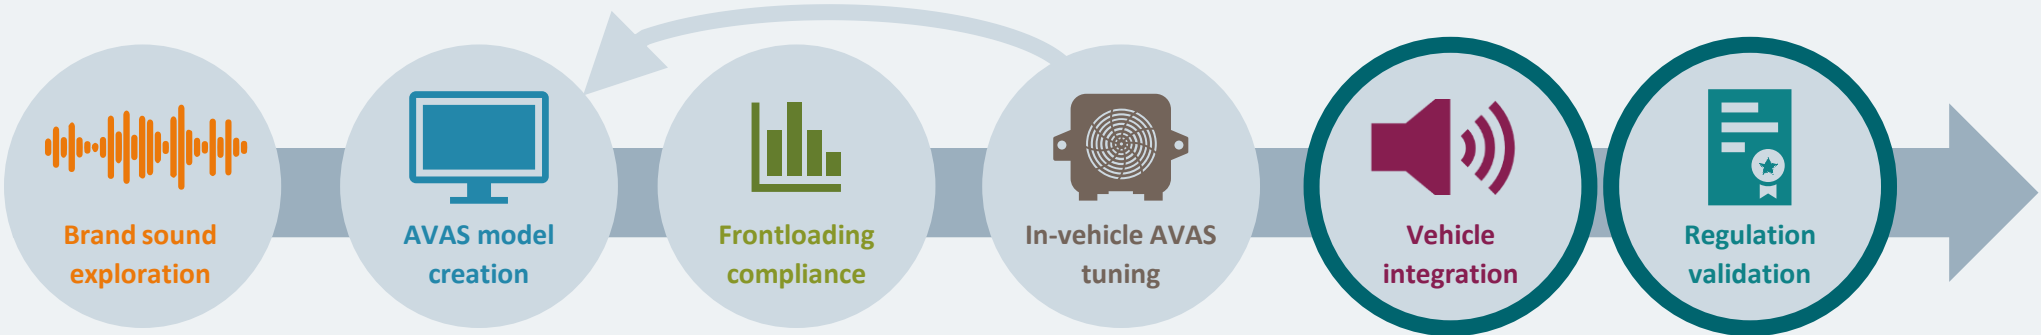 Brand sound
exploration
AVAS model
creation
Frontloading
compliance
In-vehicle AVAS
tuning
Vehicle
integration
Regulation
validation